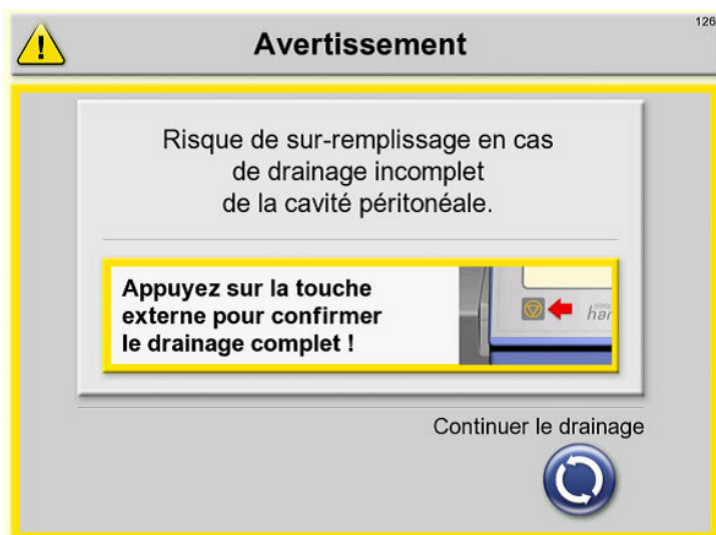 126
Avertissement
Risque de sur-remplissage en cas
de drainage incomplet
de la cavité péritonéale.
Appuyez sur la touche
externe pour confirmer
le drainage complet !
Continuer le drainage